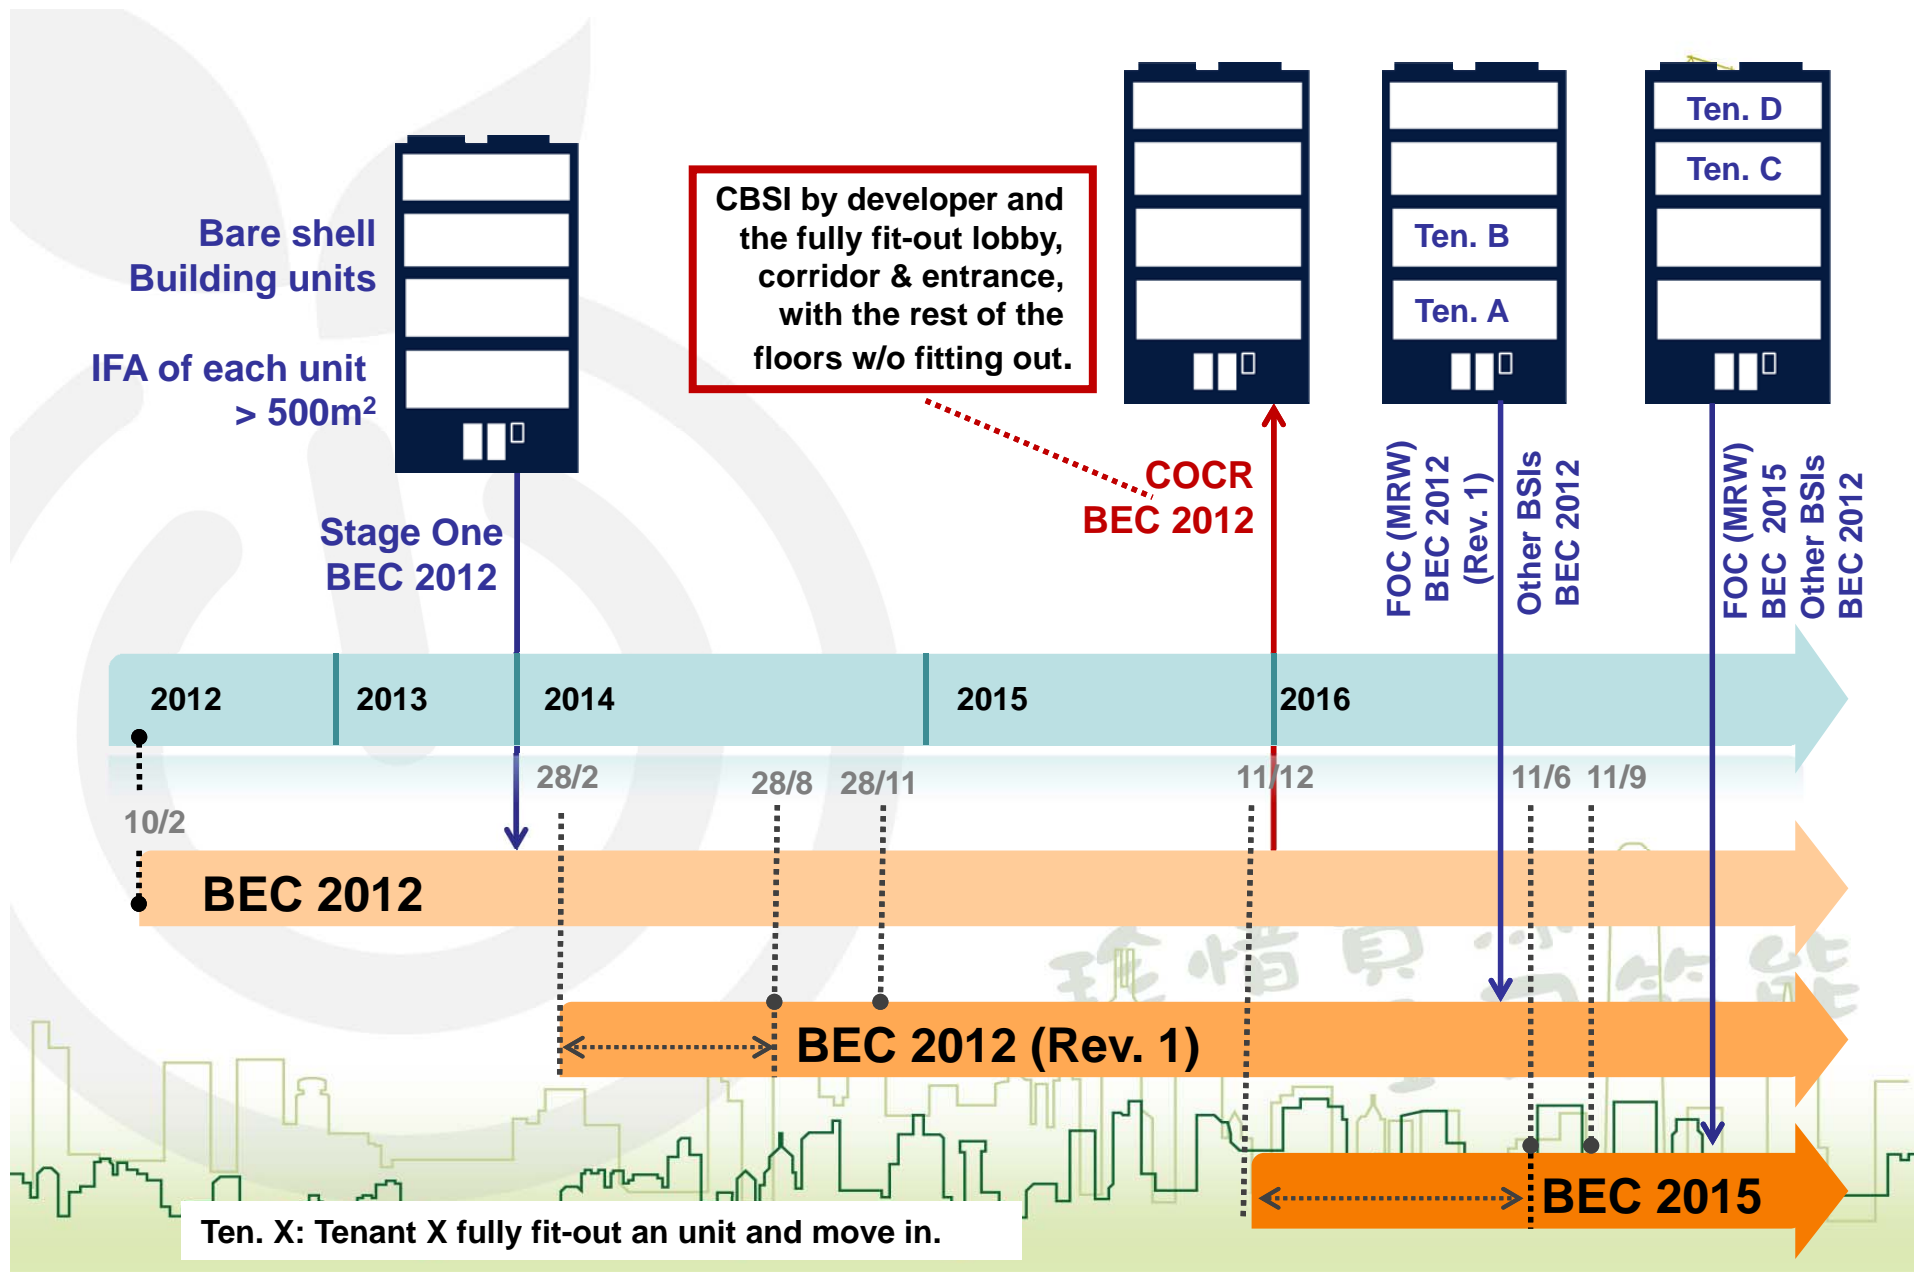 Ten. D
Ten. C
Bare shell
Building units
IFA of each unit
> 500m²
CBSI by developer and
the fully fit-out lobby,
corridor & entrance,
with the rest of the
floors w/o fitting out.
Ten. B
Ten. A
Stage One
BEC 2012
COCR
BEC 2012
FOC (MRW)
BEC 2012
(Rev. 1)
Other BSIs
BEC 2012
FOC (MRW)
BEC 2015
Other BSIs
BEC 2012
2012
2013
2014
2015
2016
10/2
28/2
28/8
28/11
11/12
11/6
11/9
BEC 2012
BEC 2012 (Rev. 1)
BEC 2015
Ten. X: Tenant X fully fit-out an unit and move in.